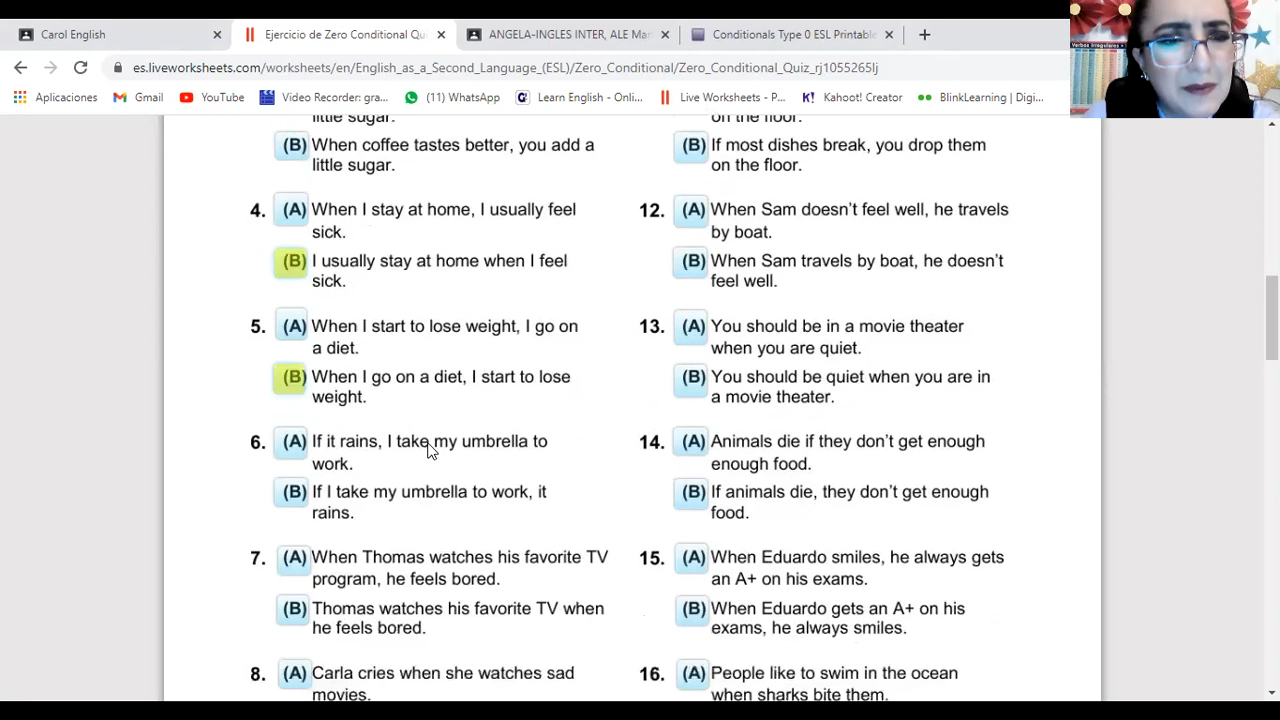 Carol English
Ejercicio de Zero Conditional Qu
ANGELA-INGLES INTER, ALE Ma
Conditionals Type 0 ESL Printable
es.liveworksheets.com/worksheets/en/English_as_a_Second_Language_(ESL)/Zero_Conditional/Zero_Conditional_Quiz_rj1055265lj
Aplicaciones
Gmail
YouTube
Video Recorder: gra...
(11) WhatsApp
Learn English - Onli...
Live Worksheets - P...
Kahoot! Creator
BlinkLearning | Digi...
little sugar.
(B) When coffee tastes better, you add a
little sugar.
4. (A) When I stay at home, I usually feel
sick.
(B) I usually stay at home when I feel
sick.
5. (A) When I start to lose weight, I go on
a diet.
(B) When I go on a diet, I start to lose
weight.
6. (A) If it rains, I take my umbrella to
work.
(B) If I take my umbrella to work, it
rains.
7. (A) When Thomas watches his favorite TV
program, he feels bored.
(B) Thomas watches his favorite TV when
he feels bored.
8. (A) Carla cries when she watches sad
movies.
on the floor.
(B) If most dishes break, you drop them
on the floor.
12. (A) When Sam doesn't feel well, he travels
by boat.
(B) When Sam travels by boat, he doesn't
feel well.
13. (A) You should be in a movie theater
when you are quiet.
(B) You should be quiet when you are in
a movie theater.
14. (A) Animals die if they don't get enough
enough food.
(B) If animals die, they don't get enough
food.
15. (A) When Eduardo smiles, he always gets
an A+ on his exams.
(B) When Eduardo gets an A+ on his
exams, he always smiles.
16. (A) People like to swim in the ocean
when sharks bite them.